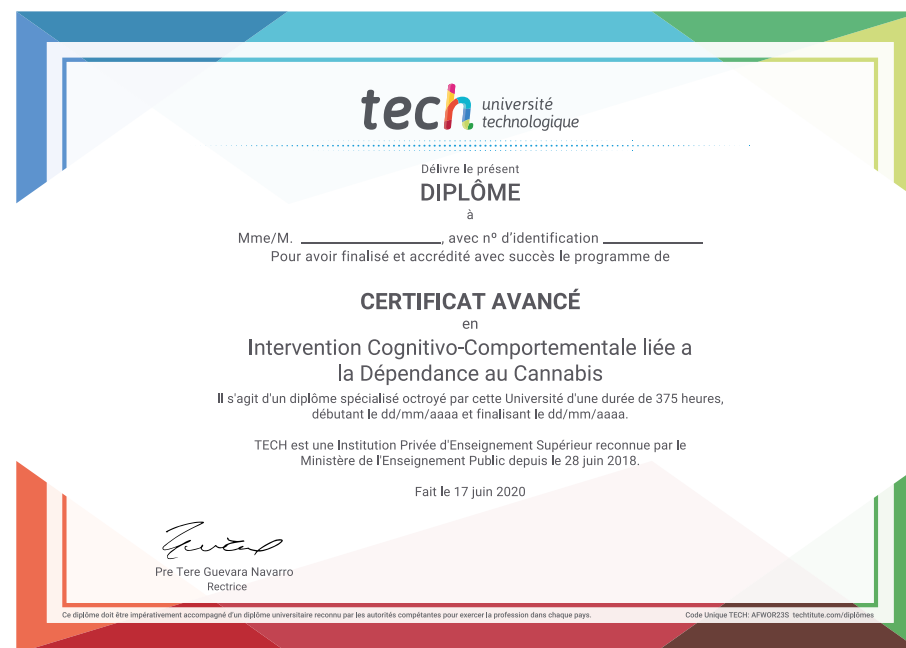 tech université
technologique
Délivre le présent
DIPLÔME
à
Mme/M. ____________________, avec nº d'identification ______________
Pour avoir finalisé et accrédité avec succès le programme de
CERTIFICAT AVANCÉ
en
Intervention Cognitivo-Comportementale liée a
la Dépendance au Cannabis
Il s'agit d'un diplôme spécialisé octroyé par cette Université d'une durée de 375 heures,
débutant le dd/mm/aaaa et finalisant le dd/mm/aaaa.
TECH est une Institution Privée d'Enseignement Supérieur reconnue par le
Ministère de l'Enseignement Public depuis le 28 juin 2018.
Fait le 17 juin 2020
Pre Tere Guevara Navarro
Rectrice
Ce diplôme doit être impérativement accompagné d'un diplôme universitaire reconnu par les autorités compétentes pour exercer la profession dans chaque pays.
Code Unique TECH: AFWOR23S techtitute.com/diplômes